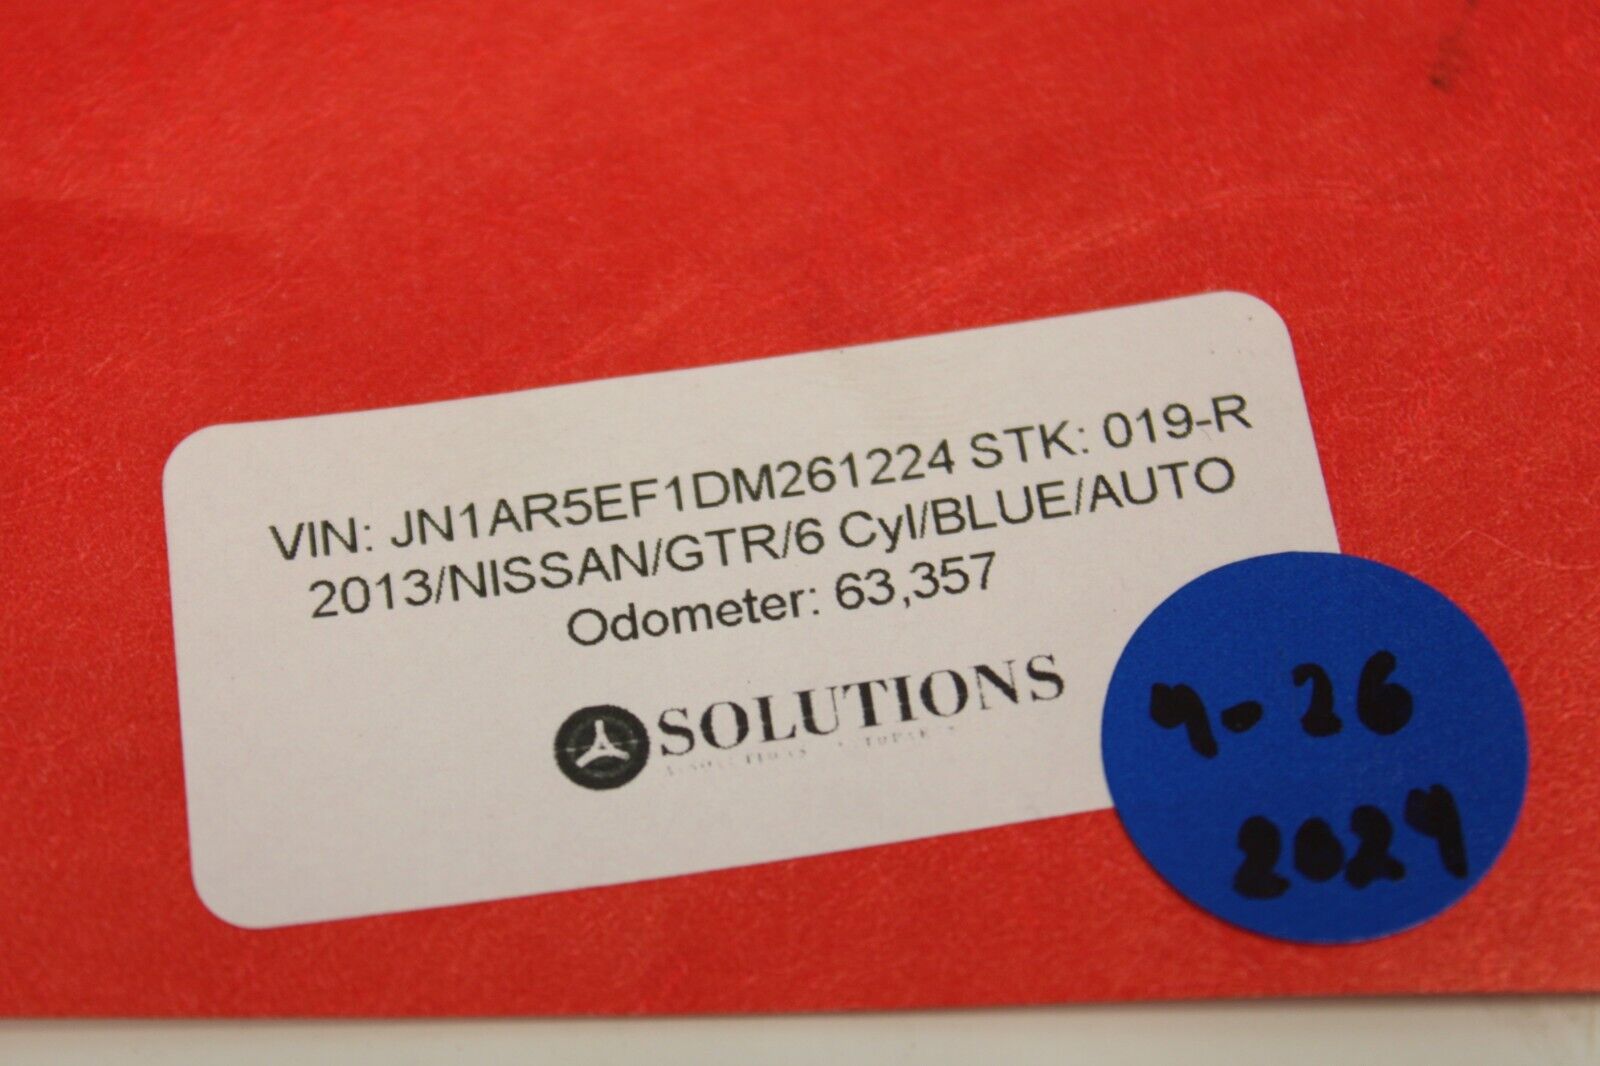 VIN: JN1AR5EF1DM261224 STK: 019-R
2013/NISSAN/GTR/6 Cyl/BLUE/AUTO
Odometer: 63,357
SOLUTIONS
9-26
2024